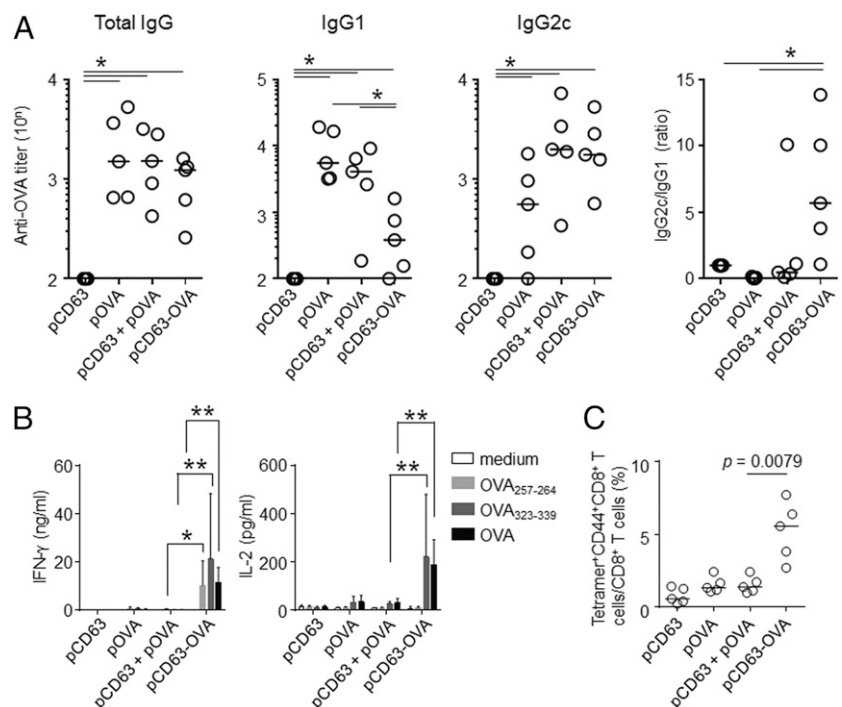 A
Total IgG
IgG1
IgG2c
Anti-OVA titer (10ⁿ)
4
3
2
*
pCD63
pOVA
pCD63 + pOVA
pCD63-OVA
5
4
3
2
*
*
pCD63
pOVA
pCD63 + pOVA
pCD63-OVA
4
3
2
*
pCD63
pOVA
pCD63 + pOVA
pCD63-OVA
IgG2c/IgG1 (ratio)
15
10
5
0
*
pCD63
pOVA
pCD63 + pOVA
pCD63-OVA
B
IFN-γ (ng/ml)
60
40
20
0
**
**
*
pCD63
pOVA
pCD63 + pOVA
pCD63-OVA
IL-2 (pg/ml)
600
400
200
0
**
**
pCD63
pOVA
pCD63 + pOVA
pCD63-OVA
medium
OVA₂₅₇₋₂₆₄
OVA₃₂₃₋₃₃₉
OVA
C
Tetramer⁺CD44⁺CD8⁺ T
cells/CD8⁺ T cells (%)
10
5
0
p = 0.0079
pCD63
pOVA
pCD63 + pOVA
pCD63-OVA